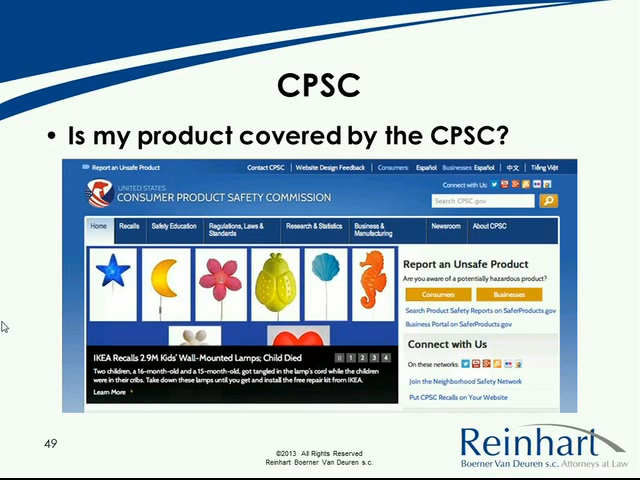 CPSC
• Is my product covered by the CPSC?
Report an Unsafe Product
Contact CPSC | Website Design Feedback | Consumers: Español | Businesses: Español | 中文 | Tiếng Việt
Connect with Us:
UNITED STATES
CONSUMER PRODUCT SAFETY COMMISSION
Search CPSC.gov
Home
Recalls
Safety Education
Regulations, Laws & Standards
Research & Statistics
Business & Manufacturing
Newsroom
About CPSC
IKEA Recalls 2.9M Kids' Wall-Mounted Lamps; Child Died
1 2 3 4
Two children, a 16-month-old and a 15-month-old, got tangled in the lamp's cord while the children
were in their cribs. Take down these lamps until you get and install the free repair kit from IKEA.
Learn More
Report an Unsafe Product
Are you aware of a potentially hazardous product?
Consumers
Businesses
Search Product Safety Reports on SaferProducts.gov
Business Portal on SaferProducts.gov
Connect with Us
On these networks:
Join the Neighborhood Safety Network
Put CPSC Recalls on Your Website
49
©2013 All Rights Reserved
Reinhart Boerner Van Deuren s.c.
Reinhart
Boerner Van Deuren s.c. Attorneys at Law